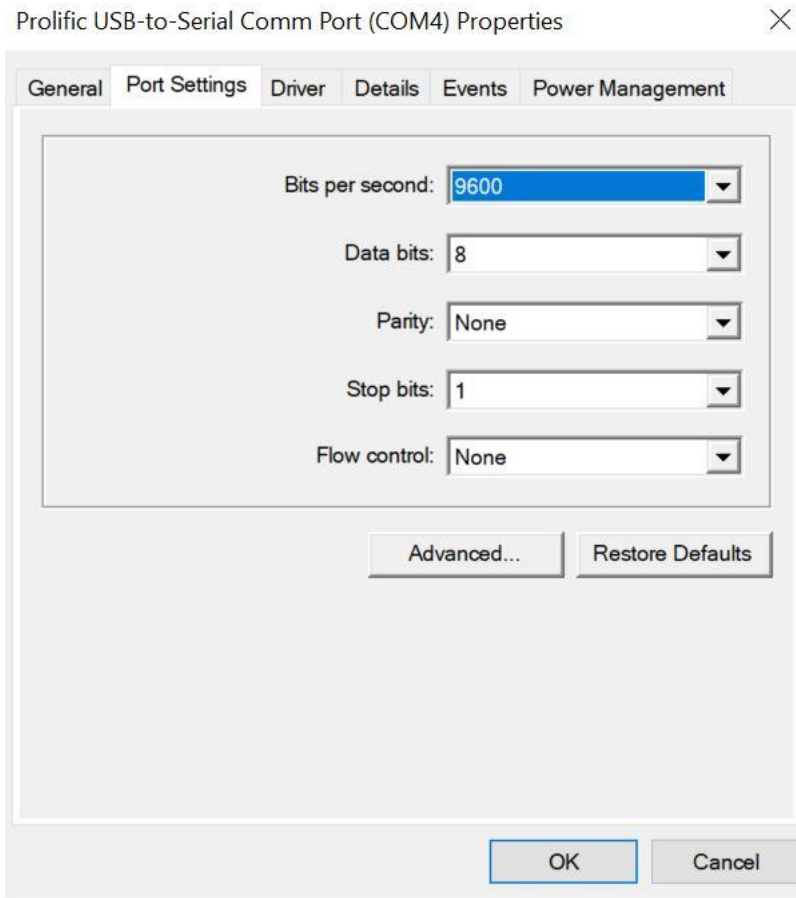 Prolific USB-to-Serial Comm Port (COM4) Properties
General Port Settings Driver Details Events Power Management
Bits per second: 9600
Data bits: 8
Parity: None
Stop bits: 1
Flow control: None
Advanced... Restore Defaults
OK Cancel